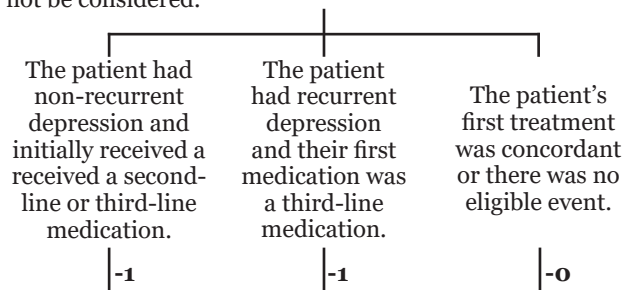 not be considered.
The patient had
non-recurrent
depression and
initially received a
received a second-
line or third-line
medication.
The patient
had recurrent
depression
and their first
medication was
a third-line
medication.
The patient's
first treatment
was concordant
or there was no
eligible event.
-1
-1
-0